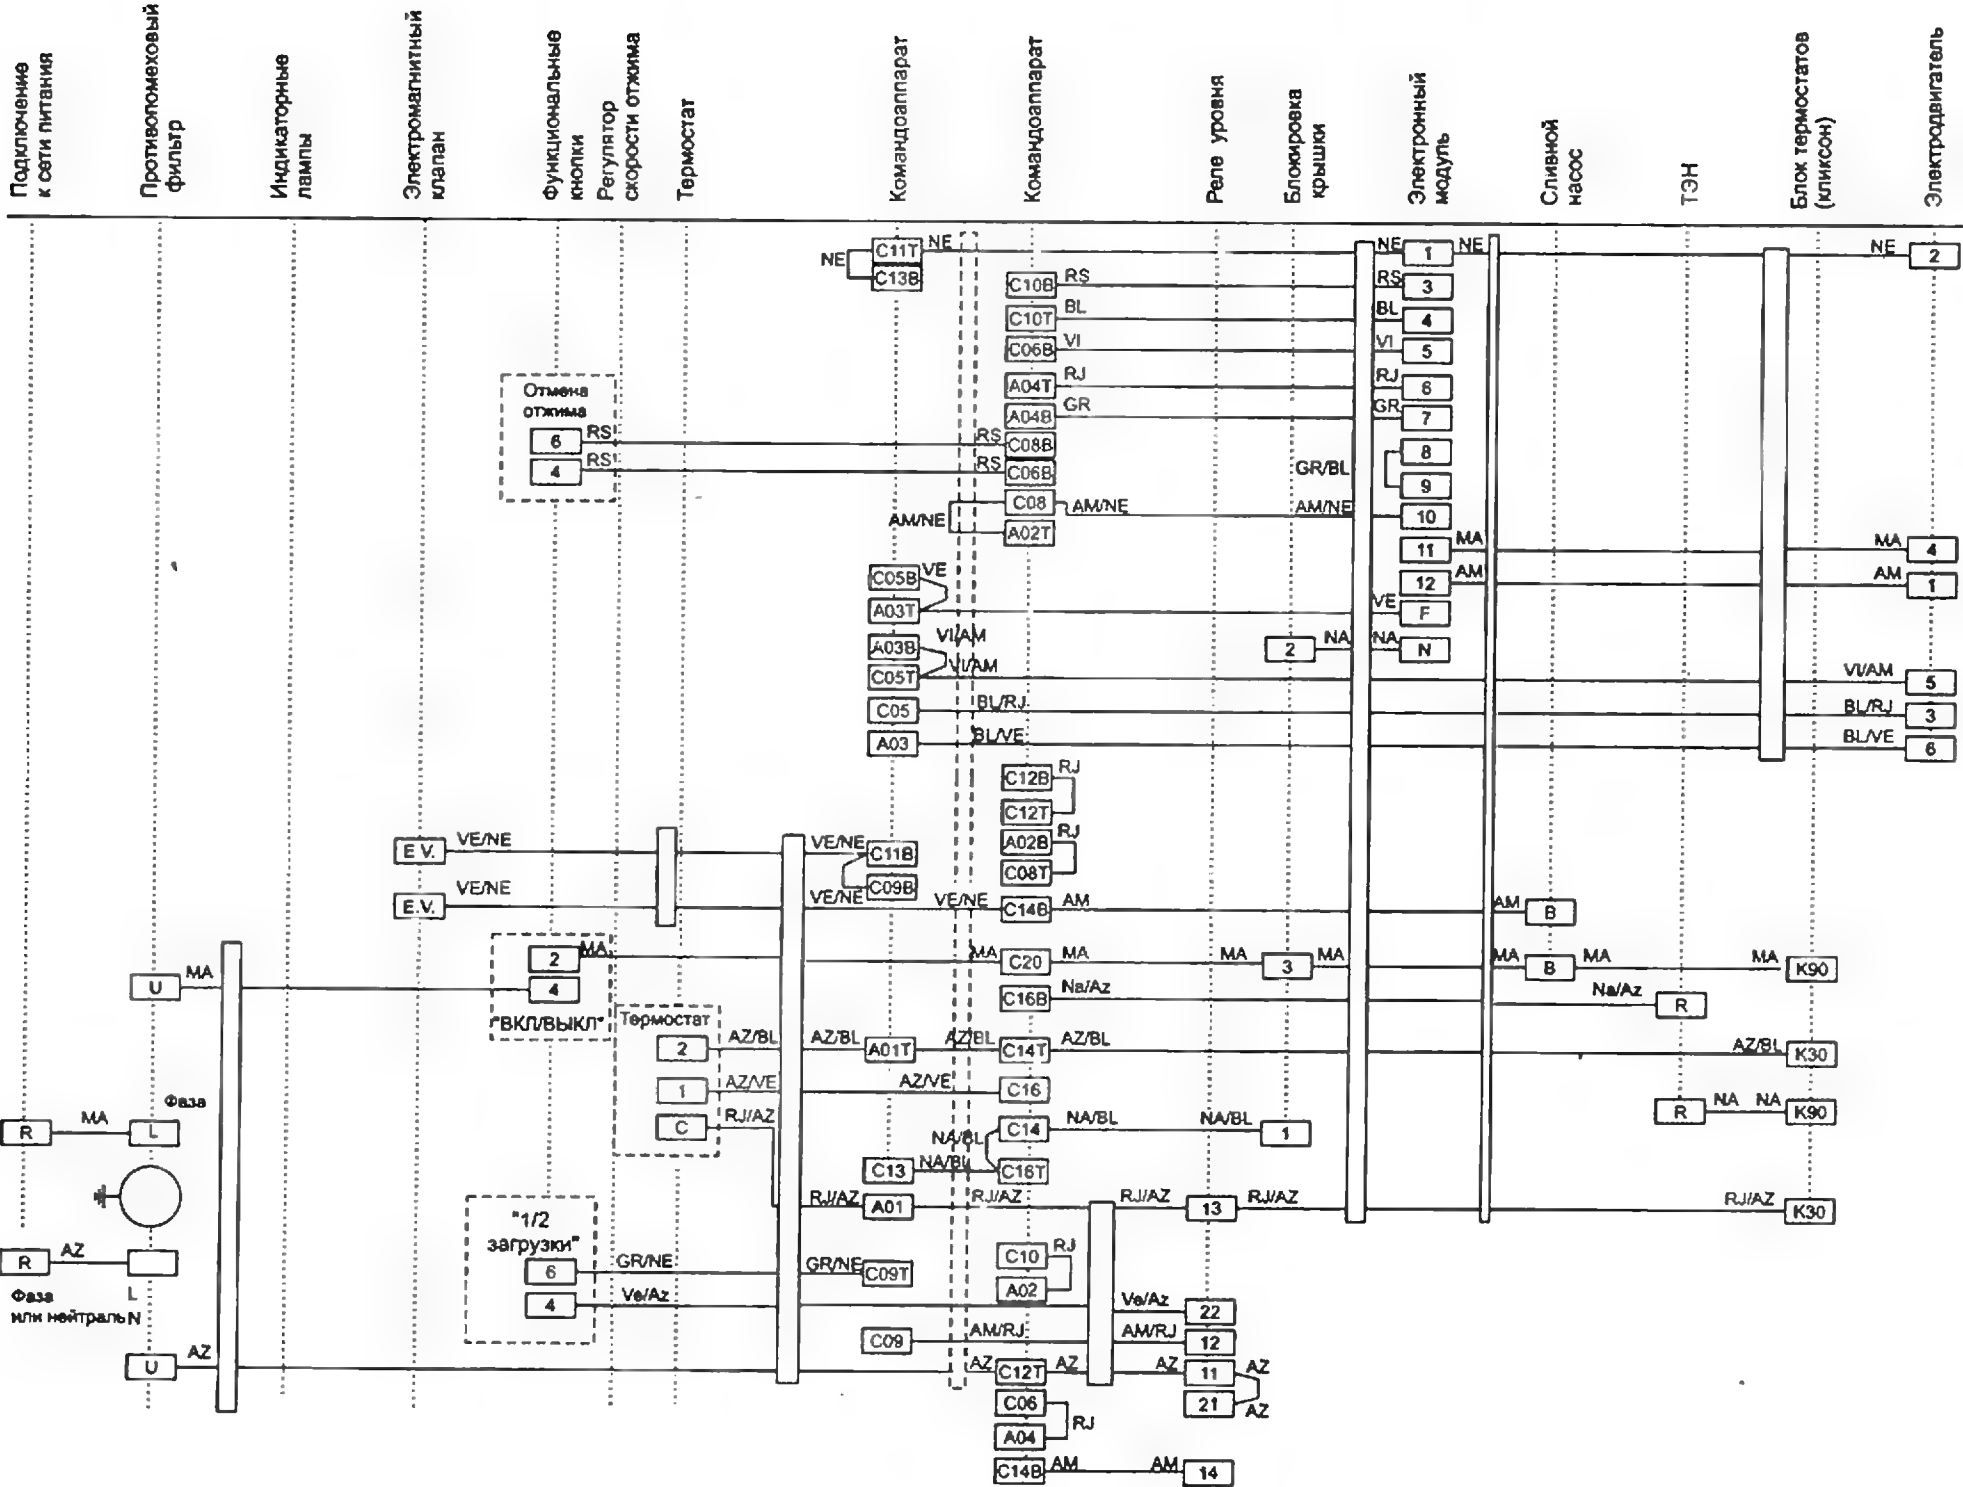 Подключение
к сети питания
Противопомеховый
фильтр
Индикаторные
лампы
Электромагнитный
клапан
Функциональные
кнопки
Регулятор
скорости отжима
Термостат
Командоаппарат
Командоаппарат
Реле уровня
Блокировка
крышки
Электронный
модуль
Сливной
насос
ТЭН
Блок термостатов
(кликсон)
Электродвигатель
NE C11T NE NE 1 NE NE 2
C13B
C10B RS RS 3
C10T BL BL 4
C06B VI VI 5
A04T RJ RJ 6
A04B GR GR 7
Отмена
отжима
6 RS RS C08B
4 RS RS C06B
GR/BL 8
9
AM/NE C08 AM/NE AM/NE 10
A02T
11 MA MA 4
C05B VE 12 AM AM 1
A03T VE F
A03B VI/AM 2 NA NA N
C05T VI/AM VI/AM 5
C05 BL/RJ BL/RJ 3
A03 BL/VE BL/VE 6
C12B RJ
C12T
A02B RJ
C08T
E.V. VE/NE VE/NE C11B
C09B
E.V. VE/NE VE/NE VE/NE C14B AM AM B
2 MA MA C20 MA MA 3 MA MA B MA MA K90
U MA 4
"ВКЛ/ВЫКЛ"
C16B Na/Az Na/Az R
Термостат
2 AZ/BL AZ/BL A01T AZ/BL C14T AZ/BL AZ/BL K30
1 AZ/VE AZ/VE C16
Фаза
R MA L
C RJ/AZ
NA/BL C14 NA/BL NA/BL 1
R NA NA K90
C13 NA/BL C16T
RJ/AZ A01 RJ/AZ RJ/AZ 13 RJ/AZ RJ/AZ K30
"1/2
загрузки"
R AZ
Фаза
или нейтраль
L
N
6 GR/NE GR/NE C09T
C10 RJ
A02
4 Ve/Az Ve/Az 22
C09 AM/RJ AM/RJ 12
U AZ AZ C12T AZ AZ 11 AZ
21 AZ
C06 RJ
A04
C14B AM AM 14